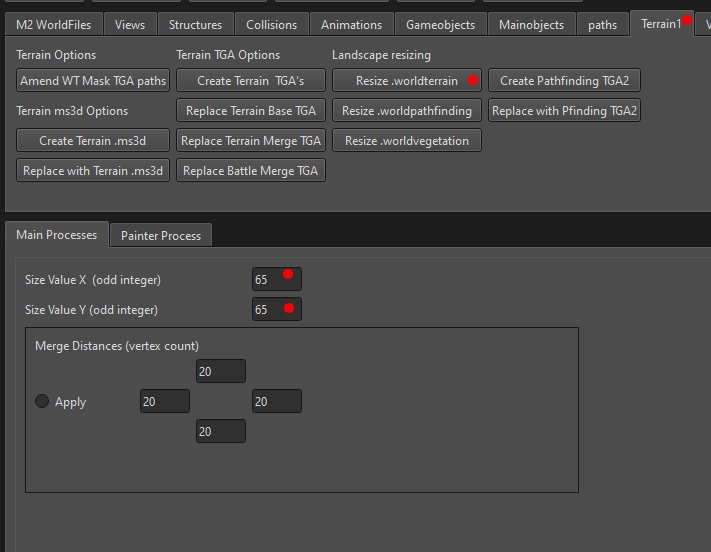 M2 WorldFiles Views Structures Collisions Animations Gameobjects Mainobjects paths Terrain1
Terrain Options Terrain TGA Options Landscape resizing
Amend WT Mask TGA paths Create Terrain TGA's Resize .worldterrain Create Pathfinding TGA2
Terrain ms3d Options Replace Terrain Base TGA Resize .worldpathfinding Replace with Pfinding TGA2
Create Terrain .ms3d Replace Terrain Merge TGA Resize .worldvegetation
Replace with Terrain .ms3d Replace Battle Merge TGA
Main Processes Painter Process
Size Value X (odd integer) 65
Size Value Y (odd integer) 65
Merge Distances (vertex count)
20
Apply 20 20
20